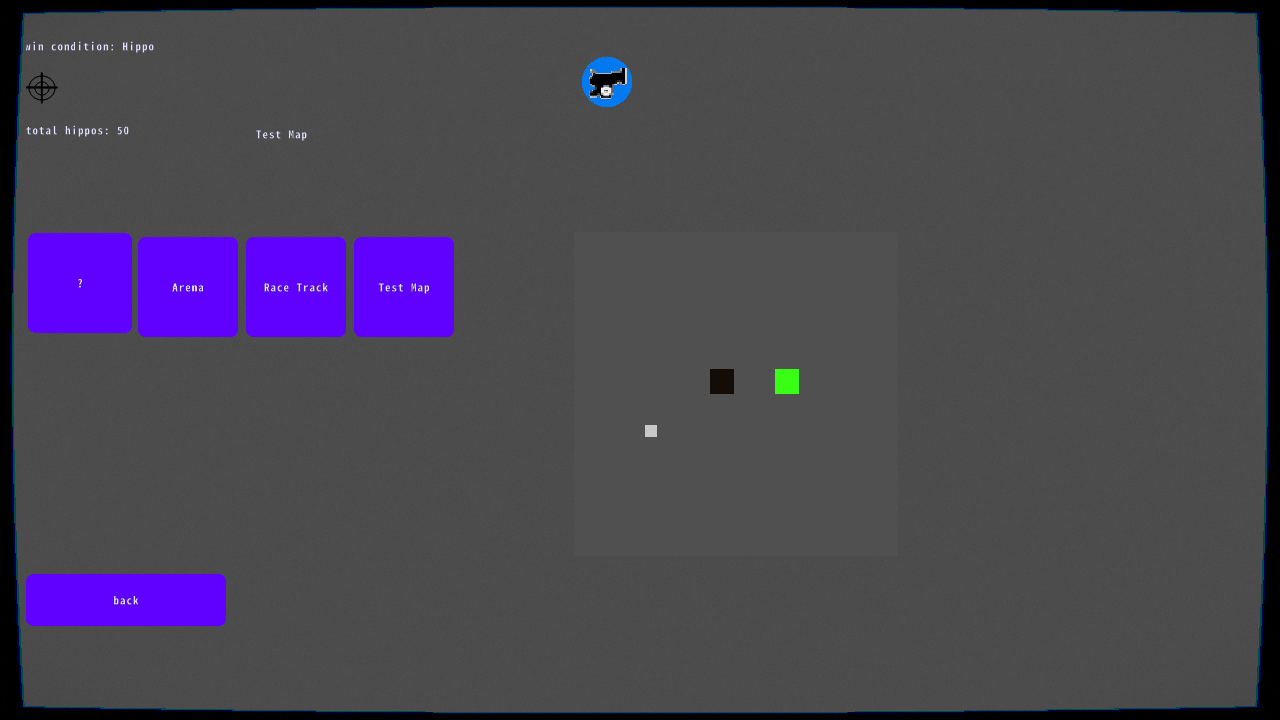 win condition: Hippo
total hippos: 50
Test Map
?
Arena
Race Track
Test Map
back